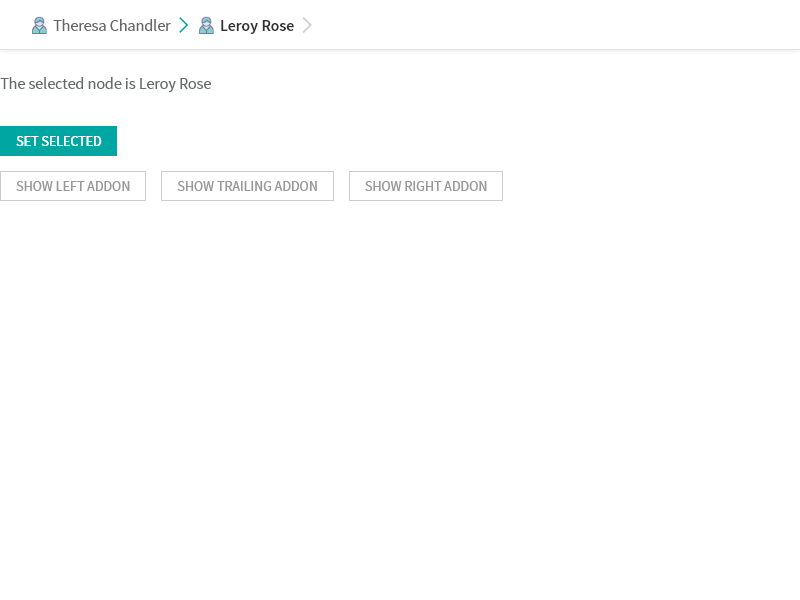 Theresa Chandler Leroy Rose
The selected node is Leroy Rose
SET SELECTED
SHOW LEFT ADDON SHOW TRAILING ADDON SHOW RIGHT ADDON